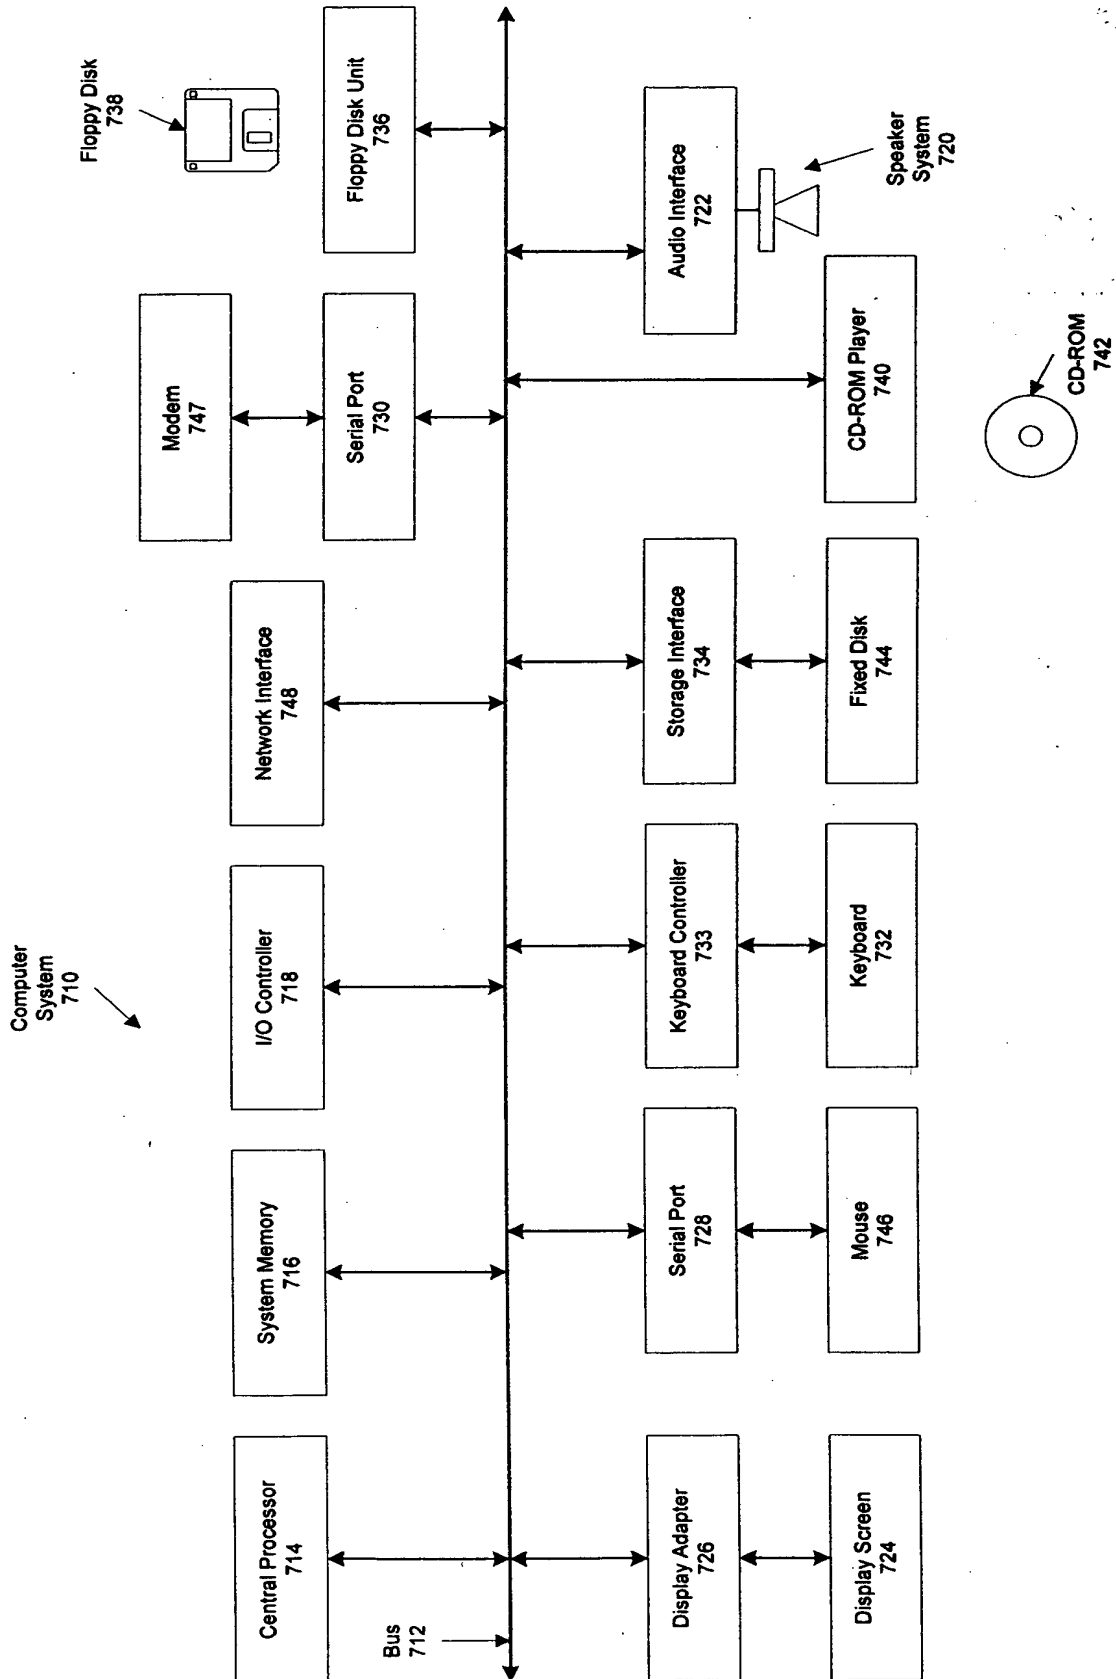 Computer
System
710
Floppy Disk
738
Modem
747
Central Processor
714
System Memory
716
I/O Controller
718
Network Interface
748
Serial Port
730
Floppy Disk Unit
736
Bus
712
Display Adapter
726
Serial Port
728
Keyboard Controller
733
Storage Interface
734
Audio Interface
722
Display Screen
724
Mouse
746
Keyboard
732
Fixed Disk
744
CD-ROM Player
740
Speaker
System
720
CD-ROM
742